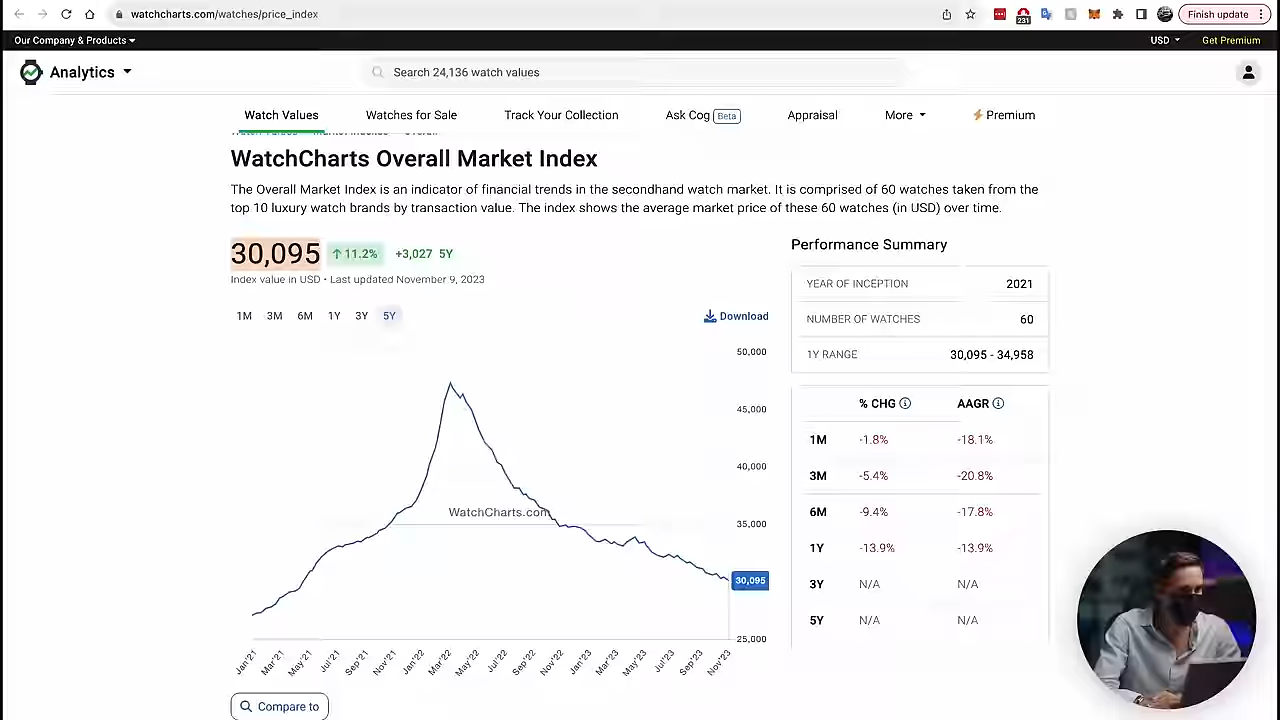 watchcharts.com/watches/price_index
231
Finish update
Our Company & Products
USD
Get Premium
Analytics
Search 24,136 watch values
Watch Values
Watches for Sale
Track Your Collection
Ask Cog Beta
Appraisal
More
Premium
WatchCharts Overall Market Index
The Overall Market Index is an indicator of financial trends in the secondhand watch market. It is comprised of 60 watches taken from the
top 10 luxury watch brands by transaction value. The index shows the average market price of these 60 watches (in USD) over time.
30,095 ↑ 11.2% +3,027 5Y
Index value in USD • Last updated November 9, 2023
1M 3M 6M 1Y 3Y 5Y
Download
50,000
45,000
40,000
35,000
30,095
25,000
WatchCharts.com
Jan'21 Mar'21 May'21 Jul'21 Sep'21 Nov'21 Jan'22 Mar'22 May'22 Jul'22 Sep'22 Nov'22 Jan'23 Mar'23 May'23 Jul'23 Sep'23 Nov'23
Compare to
Performance Summary
YEAR OF INCEPTION 2021
NUMBER OF WATCHES 60
1Y RANGE 30,095 - 34,958
% CHG AAGR
1M -1.8% -18.1%
3M -5.4% -20.8%
6M -9.4% -17.8%
1Y -13.9% -13.9%
3Y N/A N/A
5Y N/A N/A